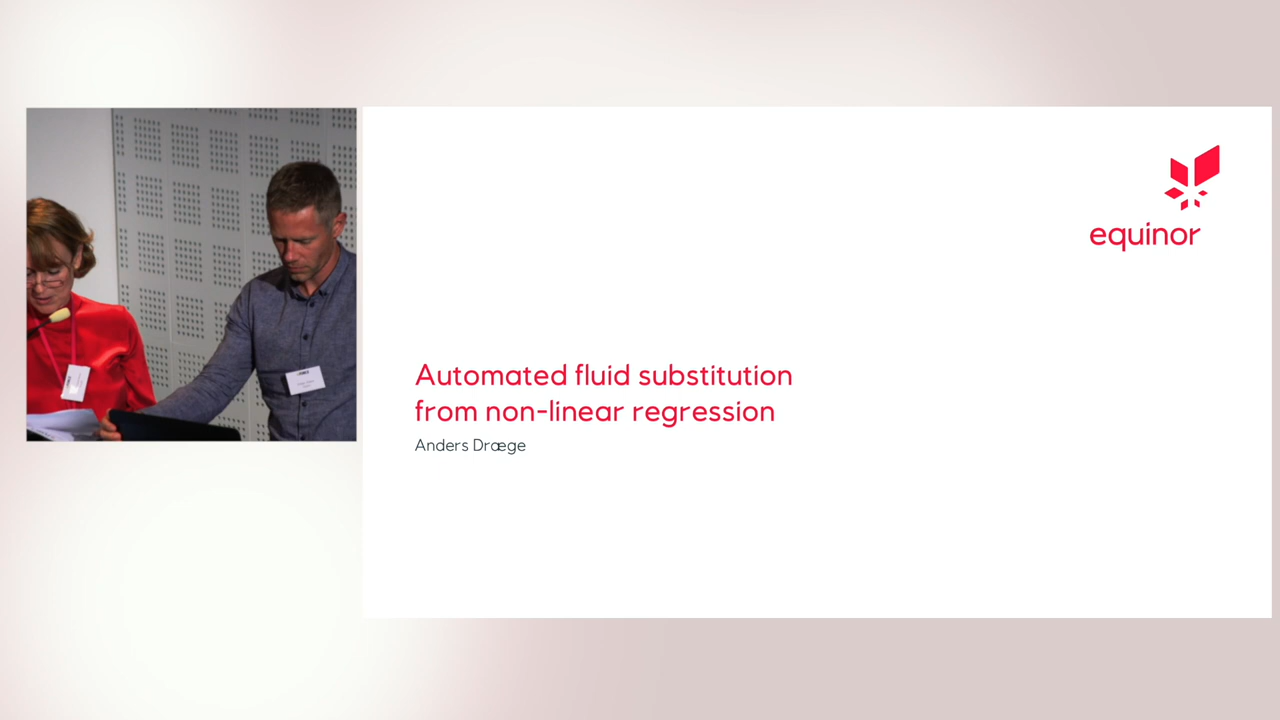 equinor
Automated fluid substitution
from non-linear regression
Anders Dræge